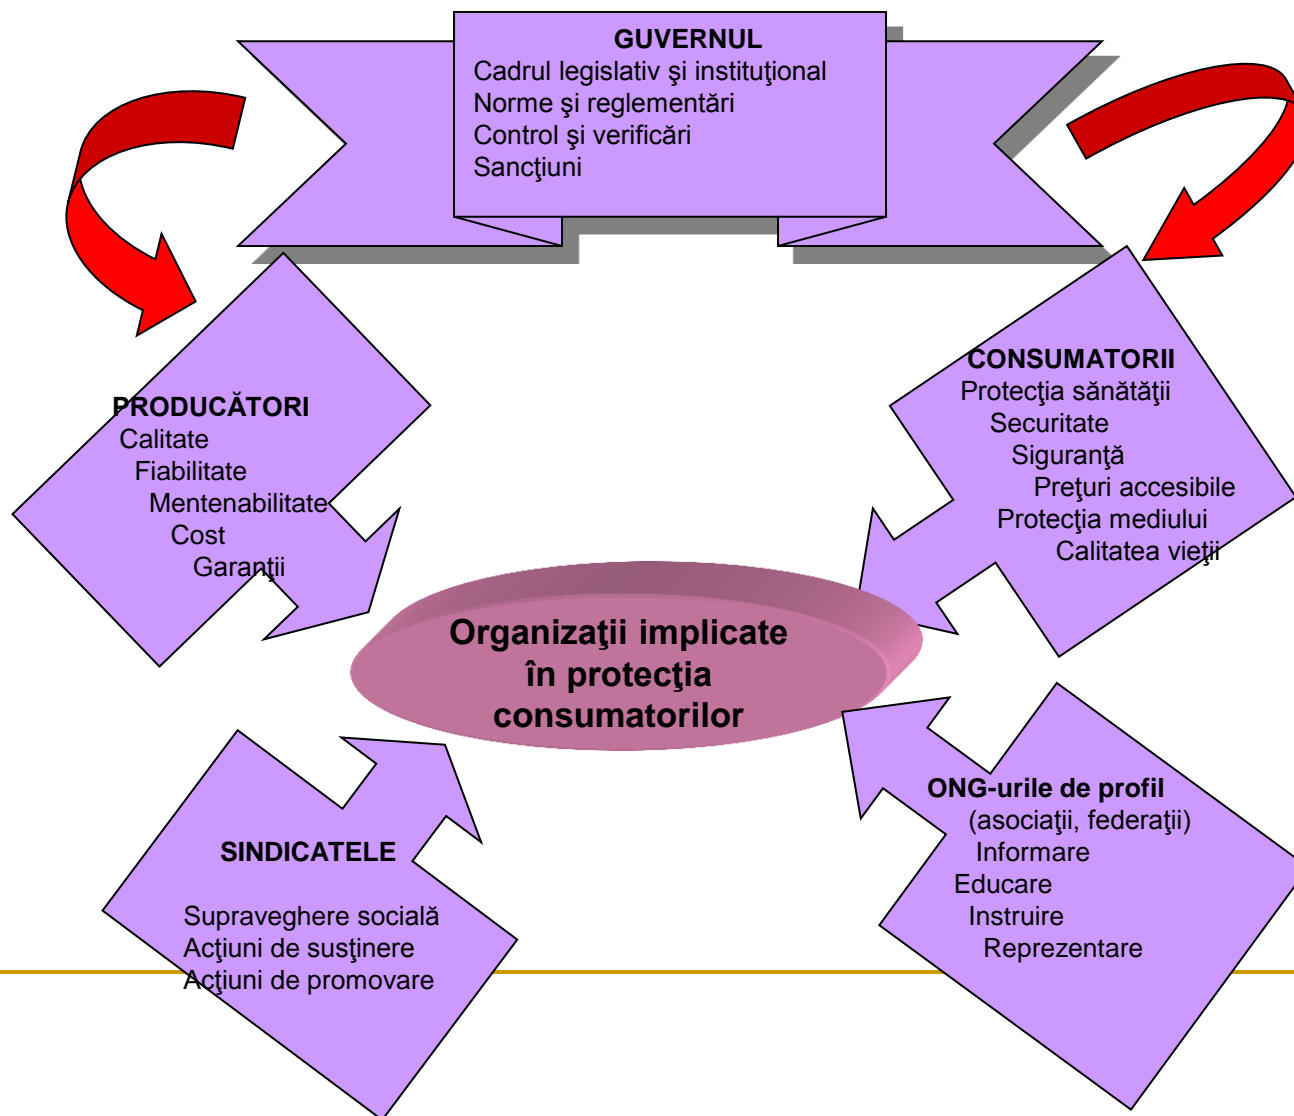 GUVERNUL
Cadrul legislativ şi instituţional
Norme şi reglementări
Control şi verificări
Sancţiuni
PRODUCĂTORI
Calitate
Fiabilitate
Mentenabilitate
Cost
Garanţii
CONSUMATORII
Protecţia sănătăţii
Securitate
Siguranţă
Preţuri accesibile
Protecţia mediului
Calitatea vieţii
Organizaţii implicate
în protecţia
consumatorilor
SINDICATELE
Supraveghere socială
Acţiuni de susţinere
Acţiuni de promovare
ONG-urile de profil
(asociaţii, federaţii)
Informare
Educare
Instruire
Reprezentare